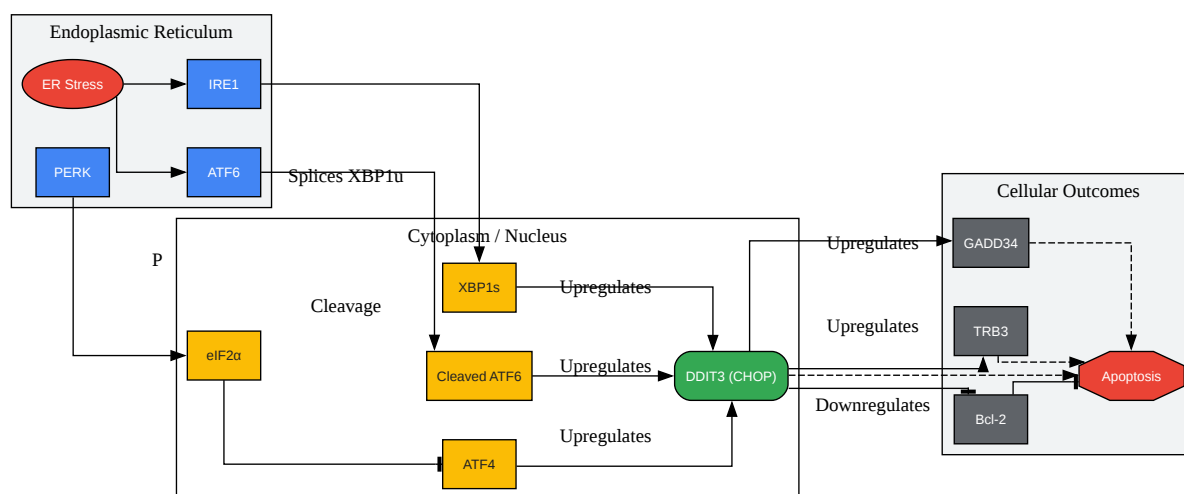 Endoplasmic Reticulum
ER Stress
IRE1
PERK
ATF6
Splices XBP1u
Cellular Outcomes
Cytoplasm / Nucleus
Upregulates
GADD34
P
XBP1s
Upregulates
Cleavage
Upregulates
TRB3
eIF2α
Cleaved ATF6
Upregulates
DDIT3 (CHOP)
Apoptosis
Downregulates
Bcl-2
Upregulates
ATF4